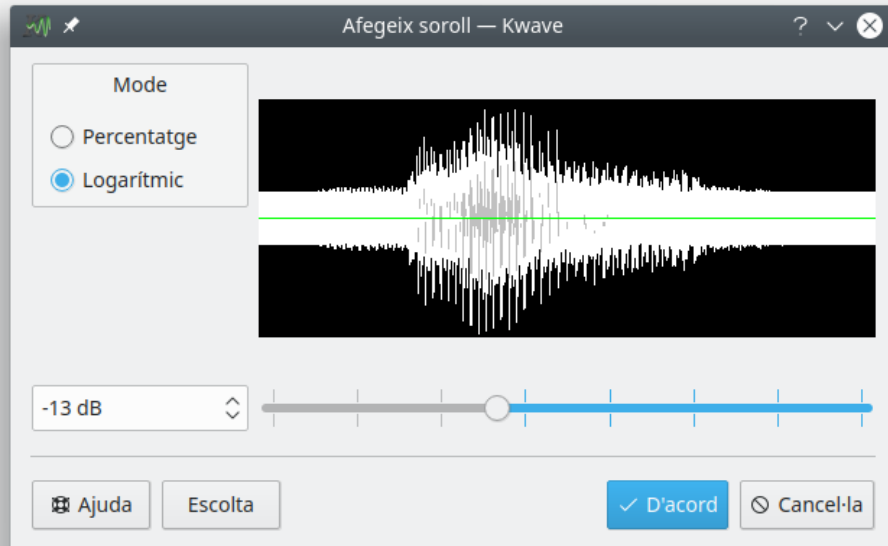 Afegeix soroll — Kwave
Mode
Percentatge
Logarítmic
-13 dB
Ajuda
Escolta
D'acord
Cancel·la